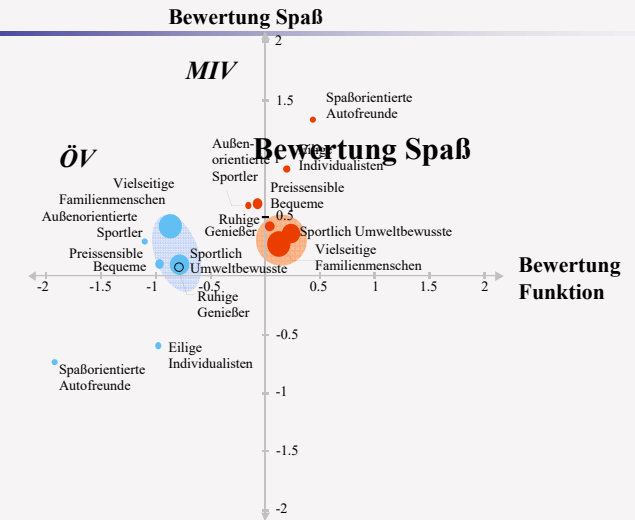 Bewertung Spaß
2
MIV
1.5
Spaßorientierte
Autofreunde
Außen-
orientierte
Sportler
1
Bewertung Spaß
Eilige
Individualisten
ÖV
Vielseitige
Familienmenschen
Außenorientierte
Sportler
Preissensible
Bequeme
0.5
Ruhige
Genießer
Sportlich Umweltbewusste
Vielseitige
Familienmenschen
Preissensible
Bequeme
Sportlich
Umweltbewusste
Bewertung
Funktion
-2
-1.5
-1
-0.5
0.5
1
1.5
2
Ruhige
Genießer
-0.5
Eilige
Individualisten
Spaßorientierte
Autofreunde
-1
-1.5
-2